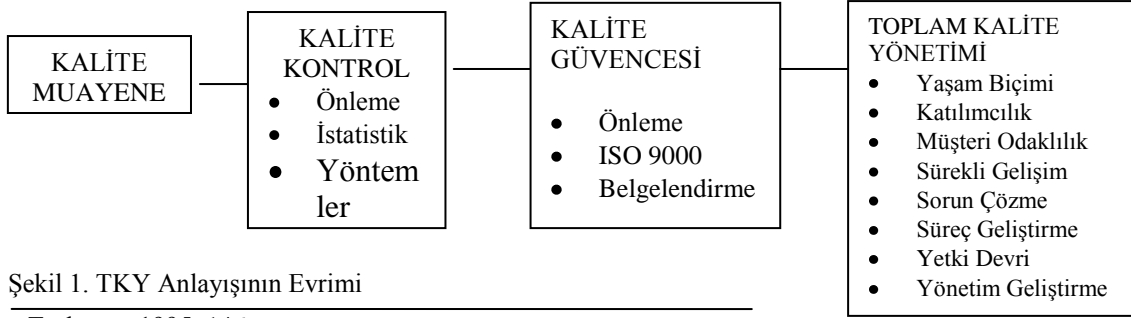 KALİTE
MUAYENE
KALİTE
KONTROL
• Önleme
• İstatistik
• Yöntem
ler
KALİTE
GÜVENCESİ
• Önleme
• ISO 9000
• Belgelendirme
TOPLAM KALİTE
YÖNETİMİ
• Yaşam Biçimi
• Katılımcılık
• Müşteri Odaklılık
• Sürekli Gelişim
• Sorun Çözme
• Süreç Geliştirme
• Yetki Devri
• Yönetim Geliştirme
Şekil 1. TKY Anlayışının Evrimi